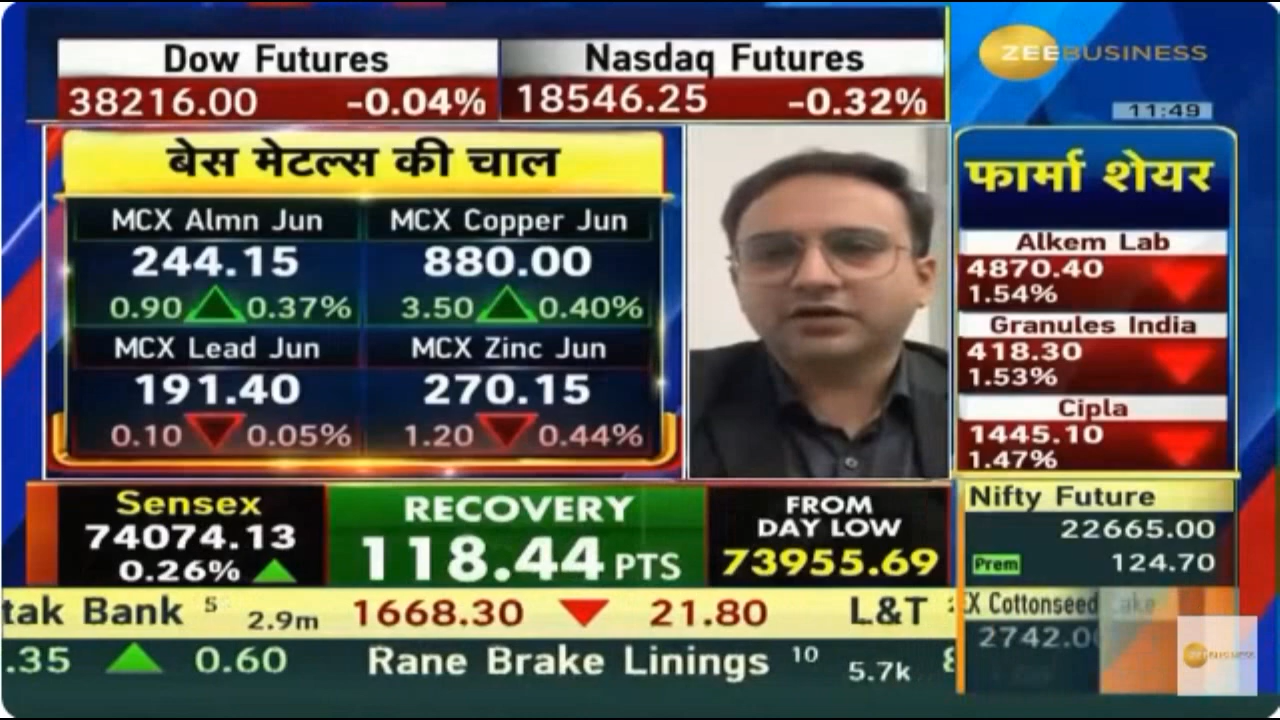 Dow Futures
38216.00 -0.04%
Nasdaq Futures
18546.25 -0.32%
ZEEBUSINESS
11:49
बेस मेटल्स की चाल
MCX Almn Jun
244.15
0.90 0.37%
MCX Copper Jun
880.00
3.50 0.40%
MCX Lead Jun
191.40
0.10 0.05%
MCX Zinc Jun
270.15
1.20 0.44%
फार्मा शेयर
Alkem Lab
4870.40
1.54%
Granules India
418.30
1.53%
Cipla
1445.10
1.47%
Sensex
74074.13
0.26%
RECOVERY
118.44 PTS
FROM
DAY LOW
73955.69
Nifty Future
22665.00
Prem 124.70
X Cottonseed Cake
2742.0
tak Bank 5 2.9m 1668.30 21.80 L&T
.35 0.60 Rane Brake Linings 10 5.7k
ZEEBUSINESS